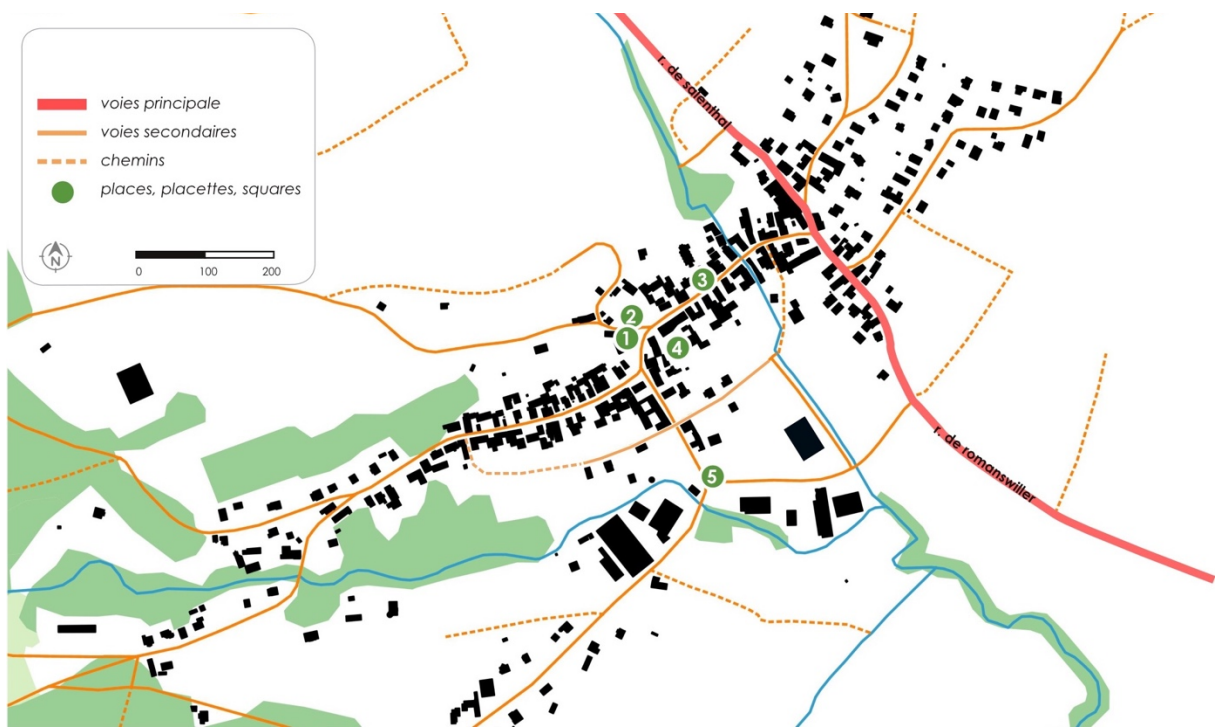 voies principale
voies secondaires
chemins
places, placettes, squares
N
0 100 200
r. de salenthal
3
2
1
4
5
r. de romanswiller